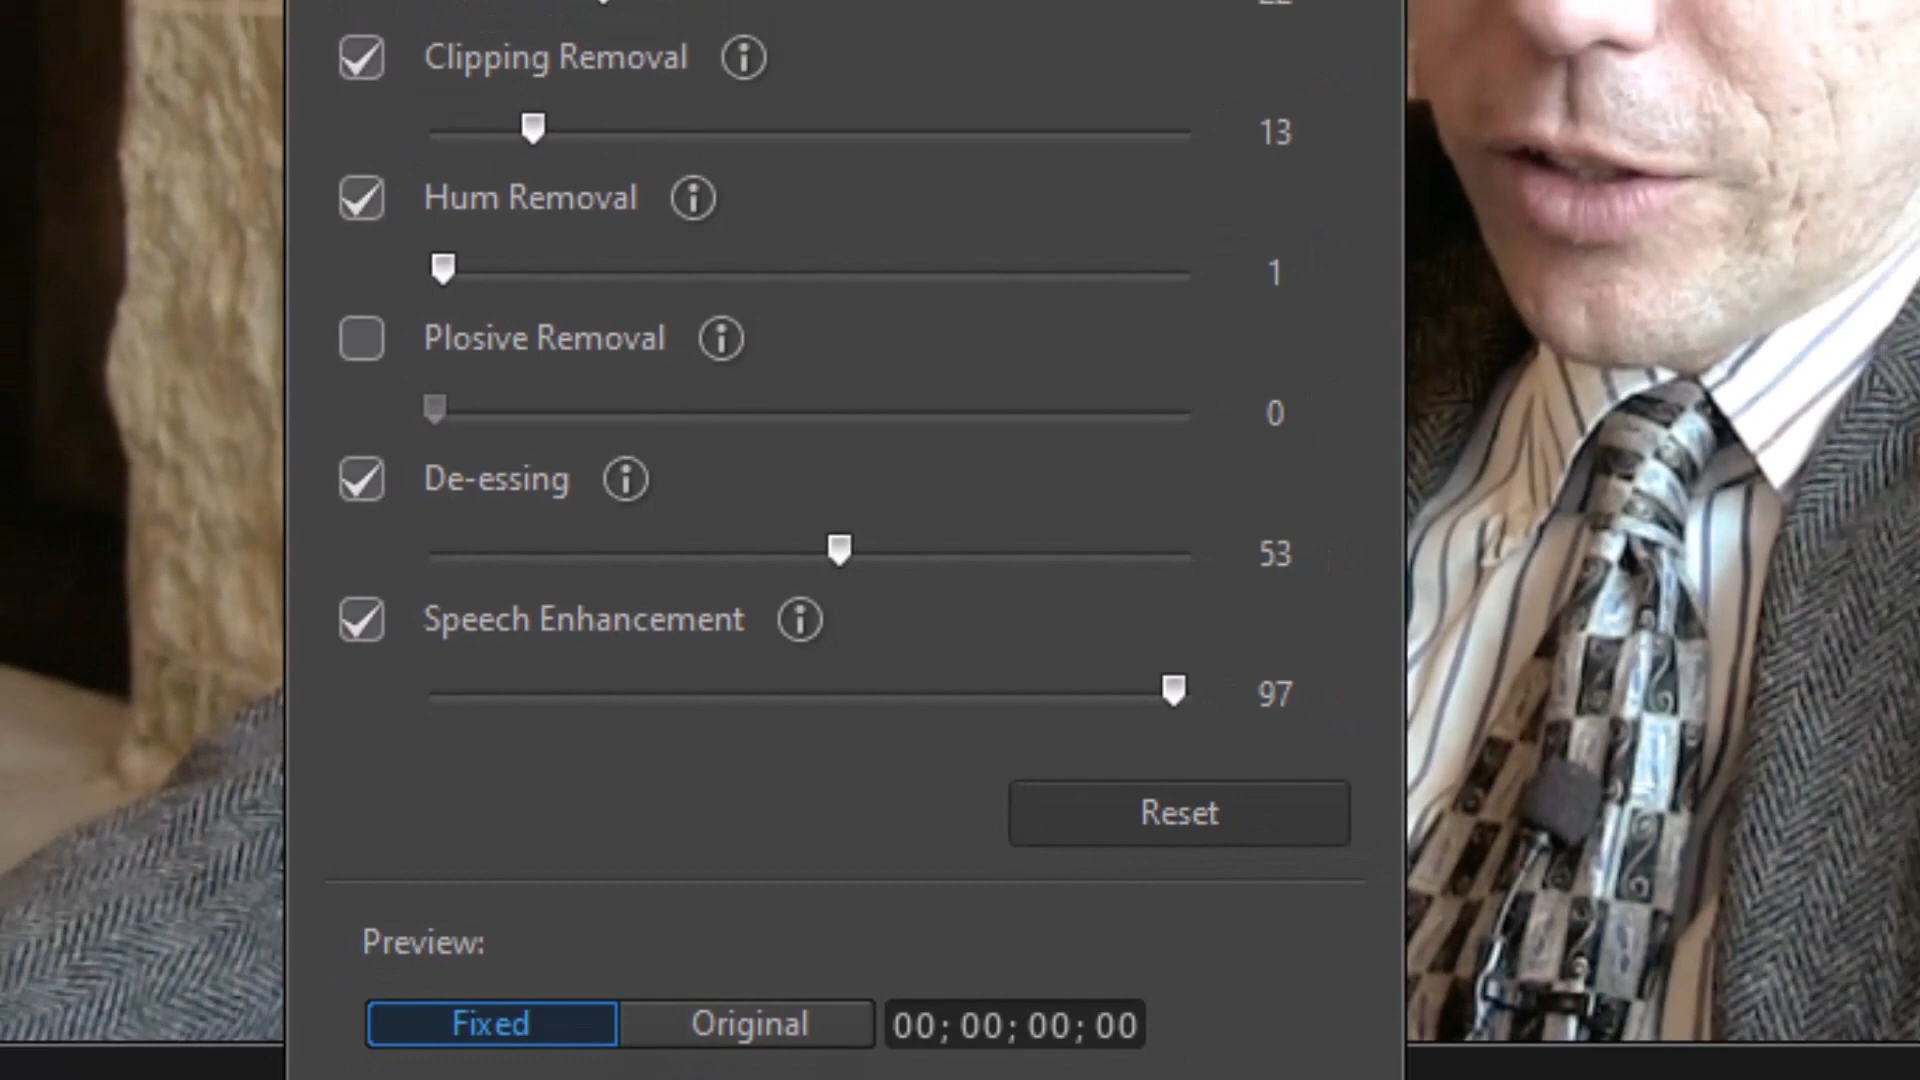 Clipping Removal
13
Hum Removal
1
Plosive Removal
0
De-essing
53
Speech Enhancement
97
Reset
Preview:
Fixed Original 00;00;00;00